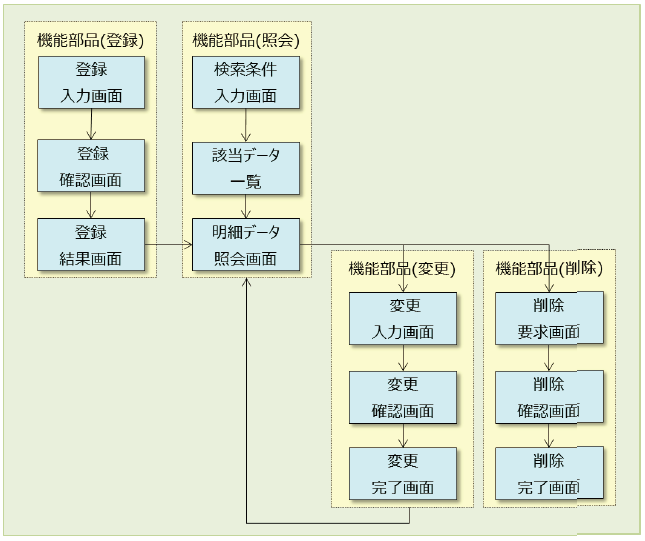 機能部品(登録)
登録
入力画面
登録
確認画面
登録
結果画面
機能部品(照会)
検索条件
入力画面
該当データ
一覧
明細データ
照会画面
機能部品(変更)
変更
入力画面
変更
確認画面
変更
完了画面
機能部品(削除)
削除
要求画面
削除
確認画面
削除
完了画面